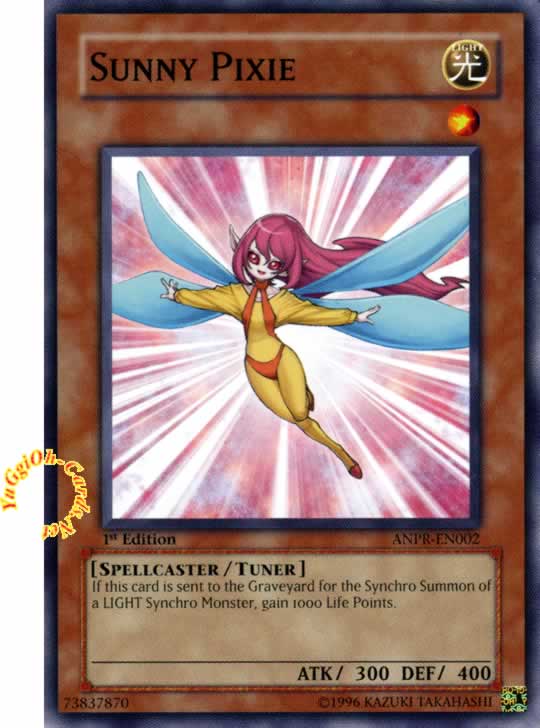 Sunny Pixie
LIGHT
光
YuGgiOh-Cards.Net
1st Edition
ANPR-EN002
[Spellcaster / Tuner]
If this card is sent to the Graveyard for the Synchro Summon of
a LIGHT Synchro Monster, gain 1000 Life Points.
ATK/ 300 DEF/ 400
73837870
©1996 KAZUKI TAKAHASHI